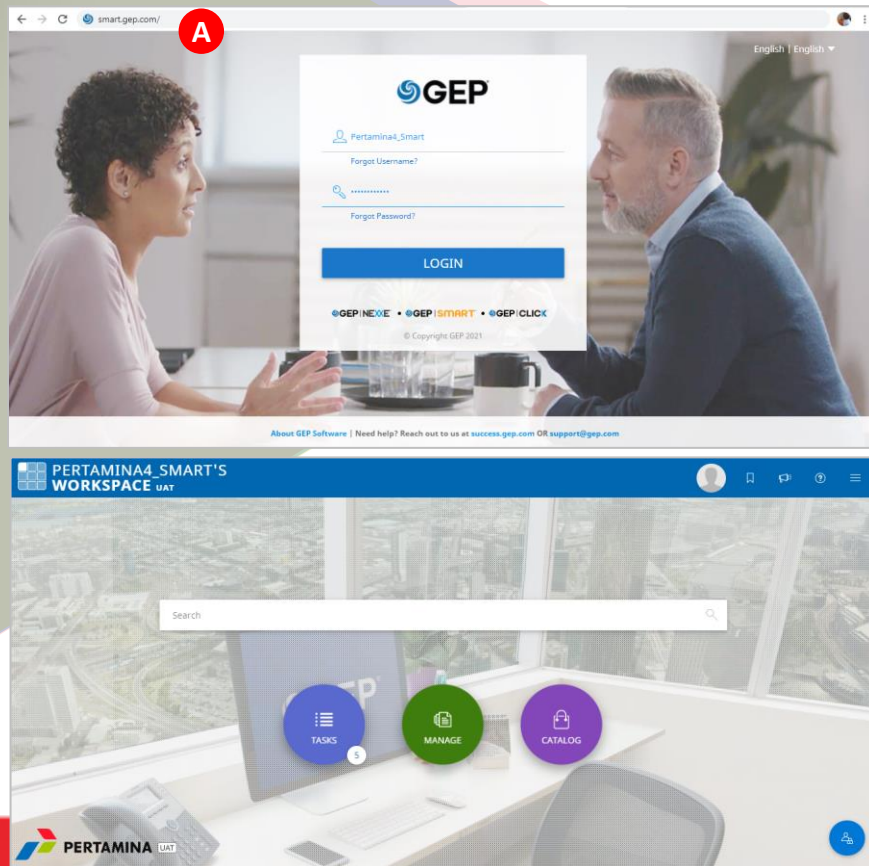 smart.gep.com/
A
English | English
GEP
Pertamina4_Smart
Forgot Username?
Forgot Password?
LOGIN
GEP|NEXXE • GEP|SMART • GEP|CLICK
© Copyright GEP 2021
About GEP Software | Need help? Reach out to us at success.gep.com OR support@gep.com
PERTAMINA4_SMART'S
WORKSPACE UAT
Search
GEP
TASKS
5
MANAGE
CATALOG
PERTAMINA UAT